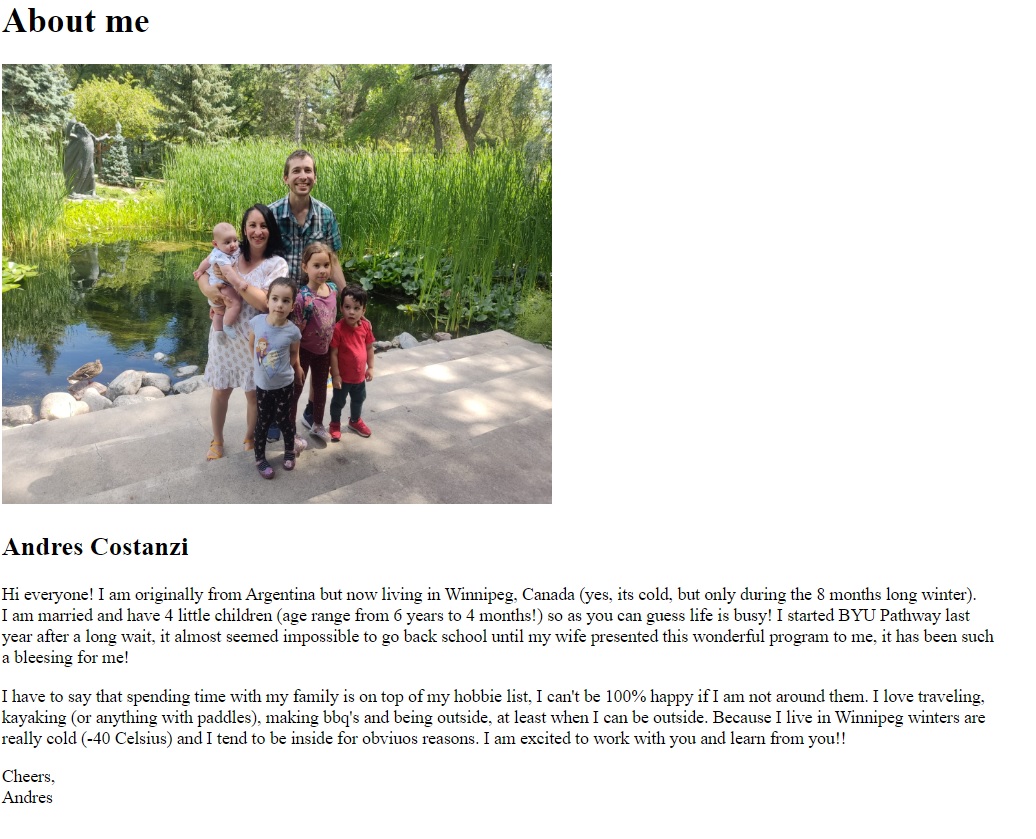 About me
Andres Costanzi
Hi everyone! I am originally from Argentina but now living in Winnipeg, Canada (yes, its cold, but only during the 8 months long winter).
I am married and have 4 little children (age range from 6 years to 4 months!) so as you can guess life is busy! I started BYU Pathway last
year after a long wait, it almost seemed impossible to go back school until my wife presented this wonderful program to me, it has been such
a bleesing for me!
I have to say that spending time with my family is on top of my hobbie list, I can't be 100% happy if I am not around them. I love traveling,
kayaking (or anything with paddles), making bbq's and being outside, at least when I can be outside. Because I live in Winnipeg winters are
really cold (-40 Celsius) and I tend to be inside for obviuos reasons. I am excited to work with you and learn from you!!
Cheers,
Andres